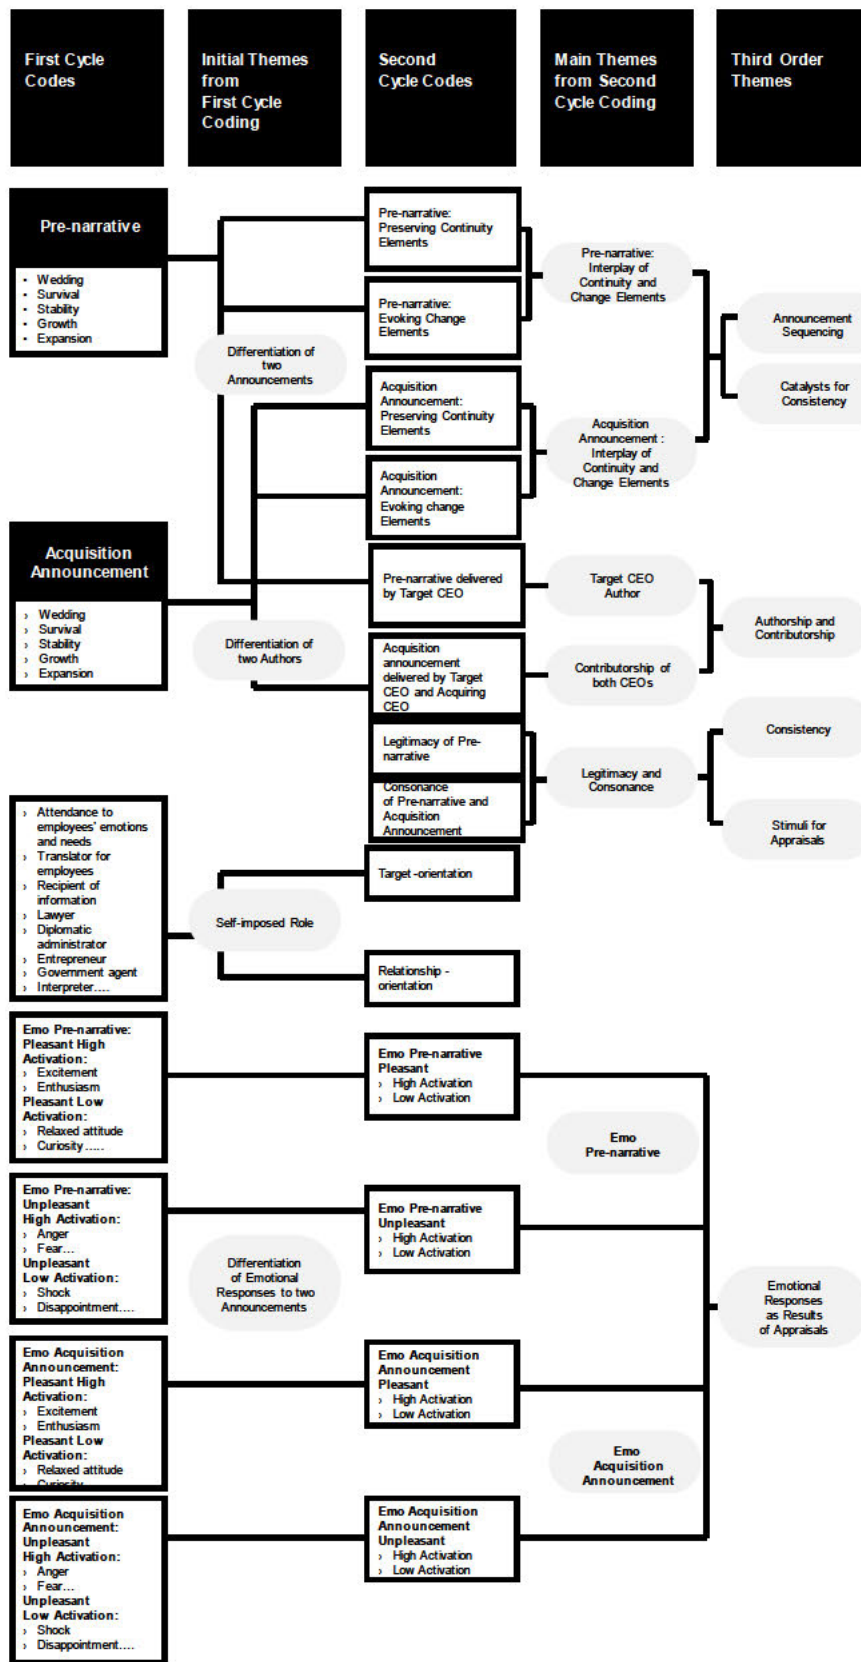 First Cycle
Codes
Initial Themes
from
First Cycle
Coding
Second
Cycle Codes
Main Themes
from Second
Cycle Coding
Third Order
Themes
Pre-narrative
▪ Wedding
▪ Survival
▪ Stability
▪ Growth
▪ Expansion
Differentiation of
two
Announcements
Pre-narrative:
Preserving Continuity
Elements
Pre-narrative:
Evoking Change
Elements
Acquisition
Announcement:
Preserving Continuity
Elements
Acquisition
Announcement:
Evoking change
Elements
Pre-narrative:
Interplay of
Continuity and
Change Elements
Acquisition
Announcement :
Interplay of
Continuity and
Change Elements
Announcement
Sequencing
Catalysts for
Consistency
Acquisition
Announcement
› Wedding
› Survival
› Stability
› Growth
› Expansion
Differentiation of
two Authors
Pre-narrative delivered
by Target CEO
Acquisition
announcement
delivered by Target
CEO and Acquiring
CEO
Legitimacy of Pre-
narrative
Consonance
of Pre-narrative and
Acquisition
Announcement
Target CEO
Author
Contributorship of
both CEOs
Legitimacy and
Consonance
Authorship and
Contributorship
Consistency
Stimuli for
Appraisals
› Attendance to
employees' emotions
and needs
› Translator for
employees
› Recipient of
information
› Lawyer
› Diplomatic
administrator
› Entrepreneur
› Government agent
› Interpreter....
Self-imposed Role
Target -orientation
Relationship -
orientation
Emo Pre-narrative:
Pleasant High
Activation:
› Excitement
› Enthusiasm
Pleasant Low
Activation:
› Relaxed attitude
› Curiosity.....
Emo Pre-narrative
Pleasant
› High Activation
› Low Activation
Emo
Pre-narrative
Emo Pre-narrative:
Unpleasant
High Activation:
› Anger
› Fear...
Unpleasant
Low Activation:
› Shock
› Disappointment....
Differentiation
of Emotional
Responses to two
Announcements
Emo Pre-narrative
Unpleasant
› High Activation
› Low Activation
Emotional
Responses
as Results
of Appraisals
Emo Acquisition
Announcement:
Pleasant High
Activation:
› Excitement
› Enthusiasm
Pleasant Low
Activation:
› Relaxed attitude
› Curiosity
Emo Acquisition
Announcement
Pleasant
› High Activation
› Low Activation
Emo
Acquisition
Announcement
Emo Acquisition
Announcement:
Unpleasant
High Activation:
› Anger
› Fear...
Unpleasant
Low Activation:
› Shock
› Disappointment....
Emo Acquisition
Announcement
Unpleasant
› High Activation
› Low Activation